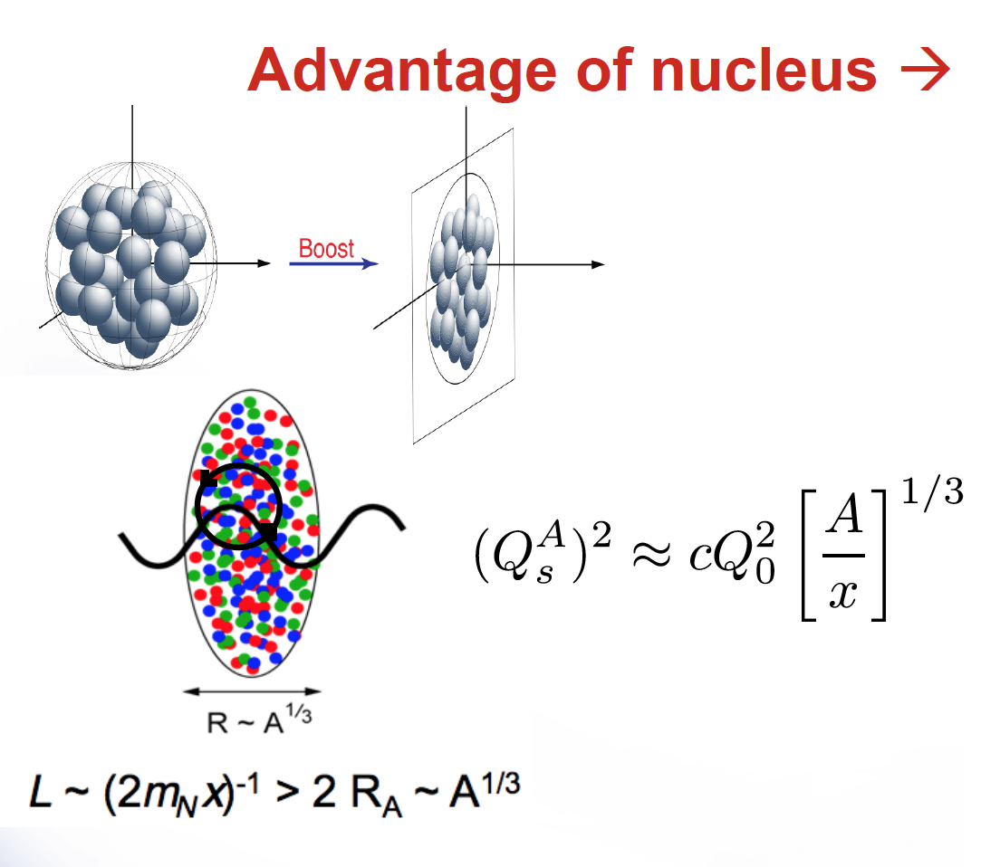 Advantage of nucleus →
Boost
(Q_s^A)^2 ≈ cQ_0^2 [A/x]^{1/3}
R ~ A^{1/3}
L ~ (2m_N x)^{-1} > 2 R_A ~ A^{1/3}